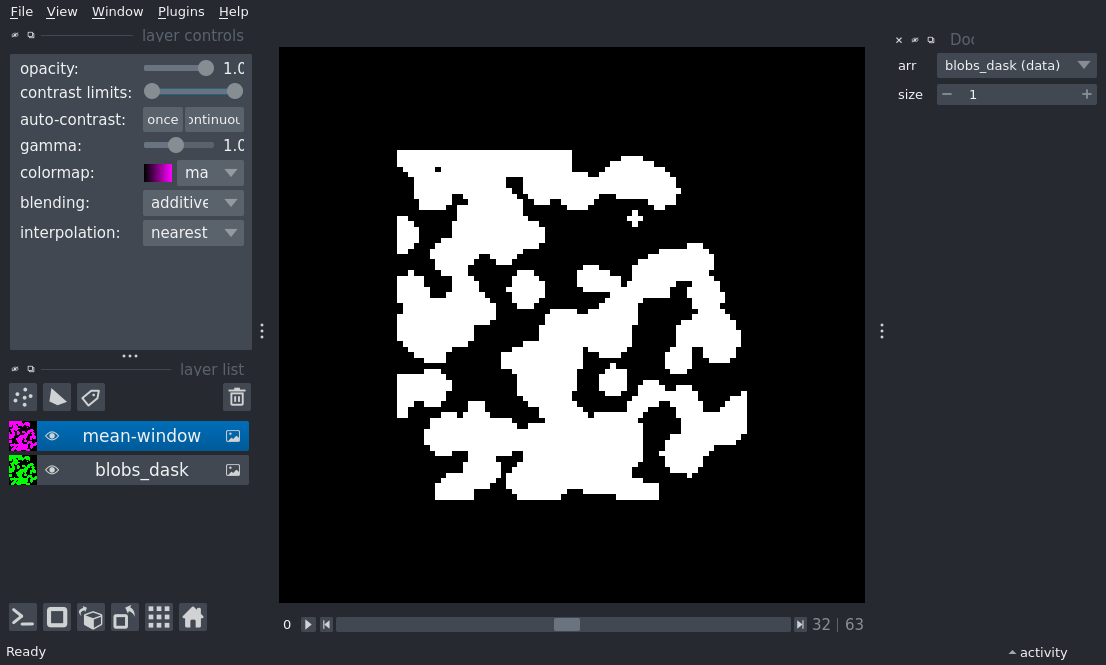 File View Window Plugins Help
layer controls
opacity: 1.0
contrast limits:
auto-contrast: once ontinuou
gamma: 1.0
colormap: ma
blending: additive
interpolation: nearest
layer list
mean-window
blobs_dask
Doc
arr blobs_dask (data)
size 1
0 32 63
Ready
activity